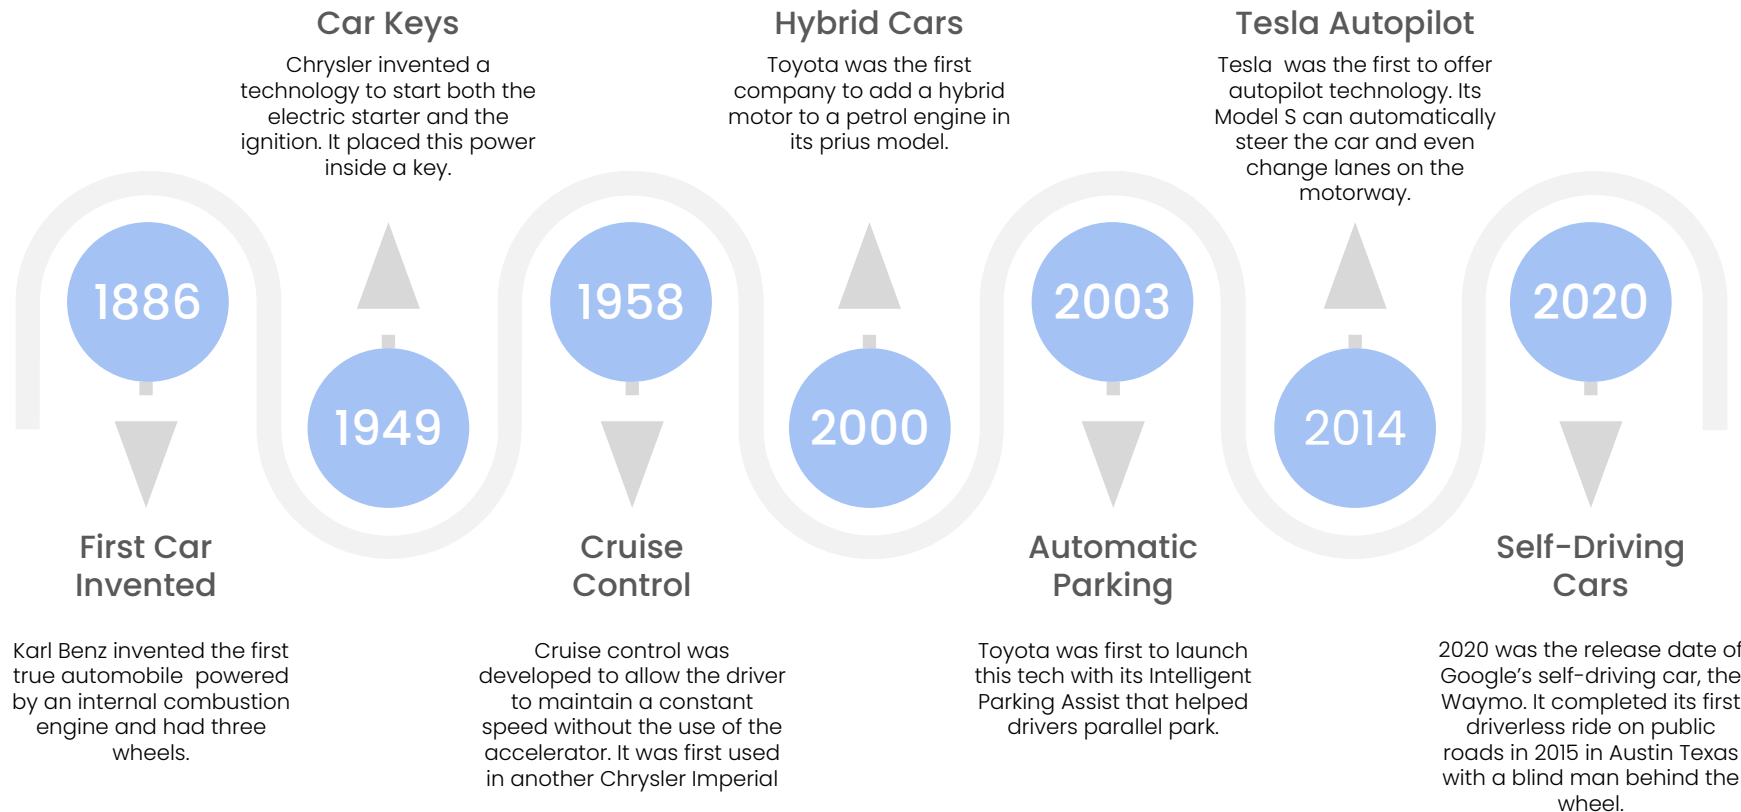 Car Keys
Chrysler invented a
technology to start both the
electric starter and the
ignition. It placed this power
inside a key.
Hybrid Cars
Toyota was the first
company to add a hybrid
motor to a petrol engine in
its prius model.
Tesla Autopilot
Tesla  was the first to offer
autopilot technology. Its
Model S can automatically
steer the car and even
change lanes on the
motorway.
1886
1949
1958
2000
2003
2014
2020
First Car
Invented
Karl Benz invented the first
true automobile  powered
by an internal combustion
engine and had three
wheels.
Cruise
Control
Cruise control was
developed to allow the driver
to maintain a constant
speed without the use of the
accelerator. It was first used
in another Chrysler Imperial
Automatic
Parking
Toyota was first to launch
this tech with its Intelligent
Parking Assist that helped
drivers parallel park.
Self-Driving
Cars
2020 was the release date of
Google’s self-driving car, the
Waymo. It completed its first
driverless ride on public
roads in 2015 in Austin Texas
with a blind man behind the
wheel.